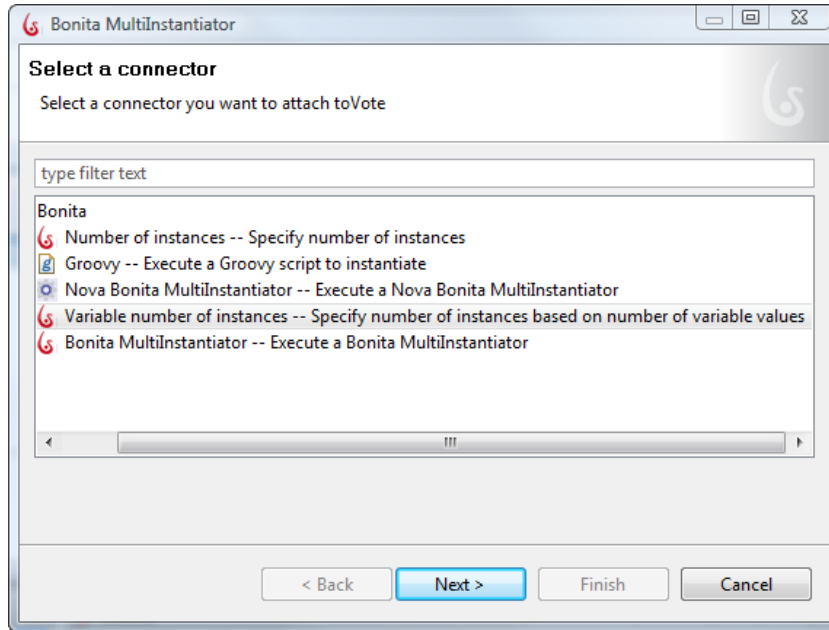 Bonita MultiInstantiator
Select a connector
Select a connector you want to attach toVote
type filter text
Bonita
Number of instances -- Specify number of instances
Groovy -- Execute a Groovy script to instantiate
Nova Bonita MultiInstantiator -- Execute a Nova Bonita MultiInstantiator
Variable number of instances -- Specify number of instances based on number of variable values
Bonita MultiInstantiator -- Execute a Bonita MultiInstantiator
< Back Next > Finish Cancel